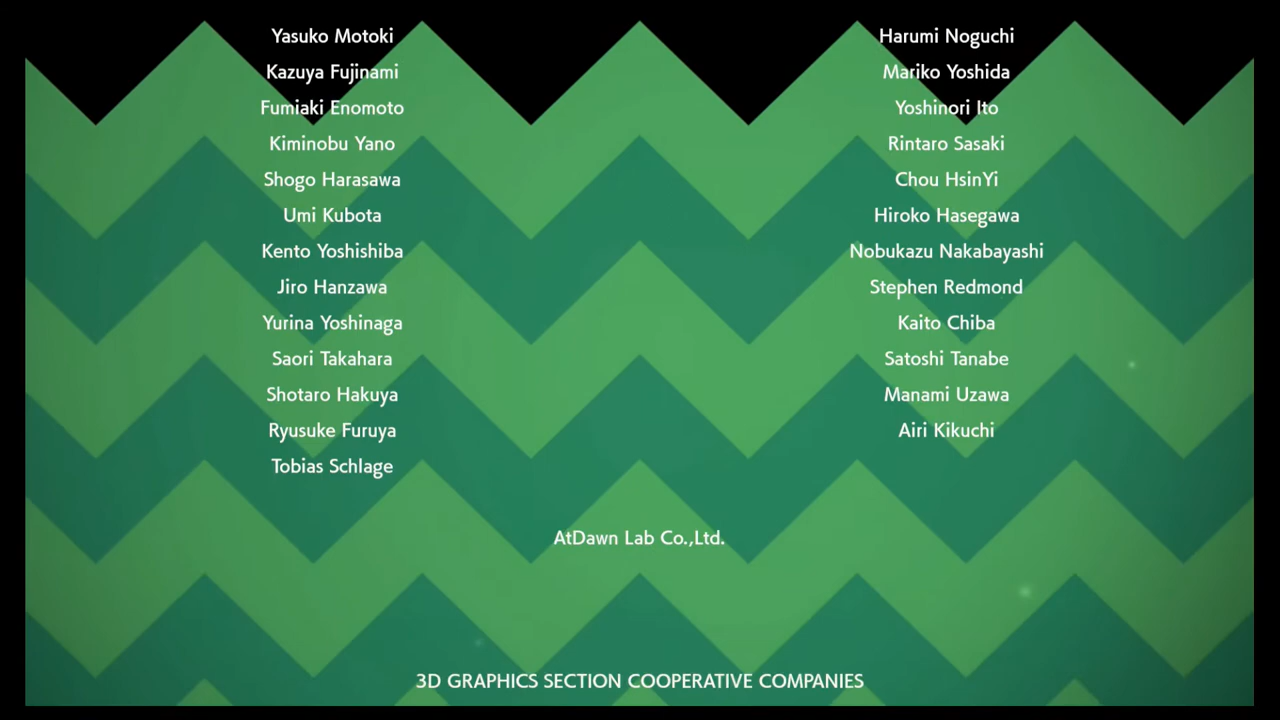 Yasuko Motoki
Harumi Noguchi
Kazuya Fujinami
Mariko Yoshida
Fumiaki Enomoto
Yoshinori Ito
Kiminobu Yano
Rintaro Sasaki
Shogo Harasawa
Chou HsinYi
Umi Kubota
Hiroko Hasegawa
Kento Yoshishiba
Nobukazu Nakabayashi
Jiro Hanzawa
Stephen Redmond
Yurina Yoshinaga
Kaito Chiba
Saori Takahara
Satoshi Tanabe
Shotaro Hakuya
Manami Uzawa
Ryusuke Furuya
Airi Kikuchi
Tobias Schlage
AtDawn Lab Co.,Ltd.
3D GRAPHICS SECTION COOPERATIVE COMPANIES